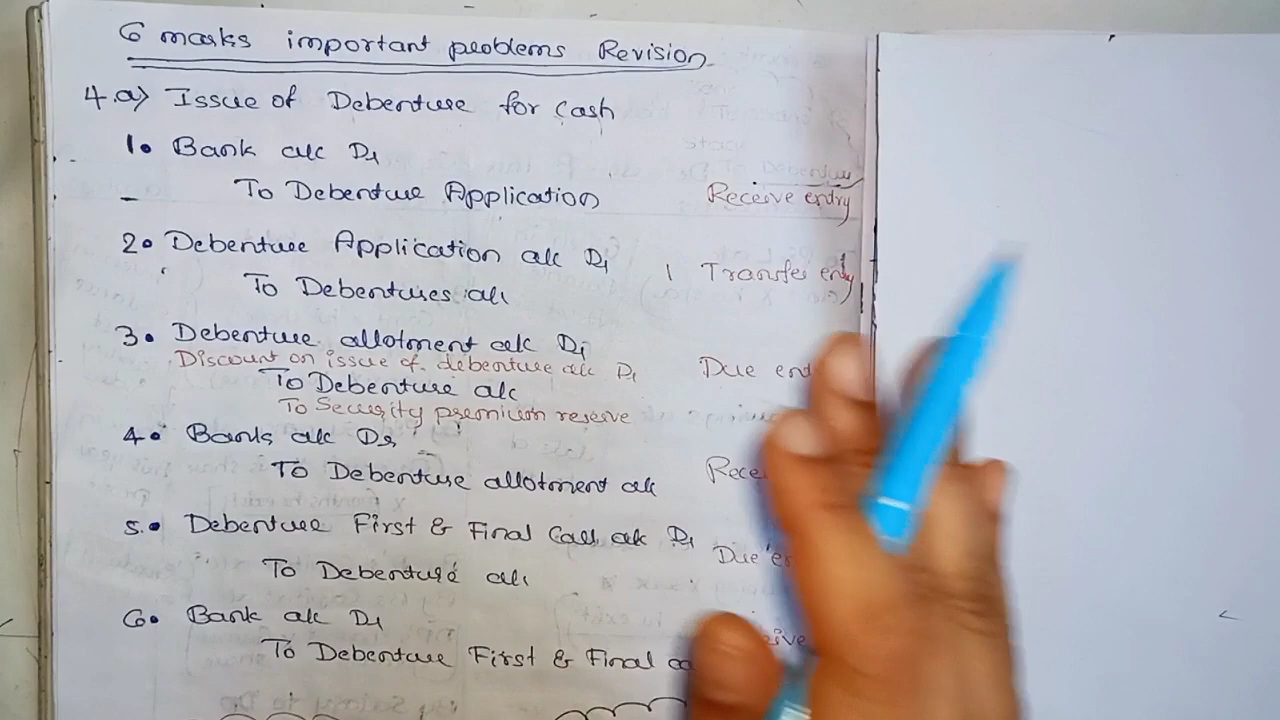 6 marks important problems Revision
4.a) Issue of Debenture for Cash
1. Bank a/c Dr
To Debenture Application Receive entry
2. Debenture Application a/c Dr Transfer entry
To Debentures a/c
3. Debenture allotment a/c Dr
Discount on issue of debenture a/c Dr Due
To Debenture a/c
To Security premium reserve
4. Bank a/c Dr
To Debenture allotment a/c
5. Debenture First & Final Call a/c Dr Due
To Debenture a/c
6. Bank a/c Dr
To Debenture First & Final